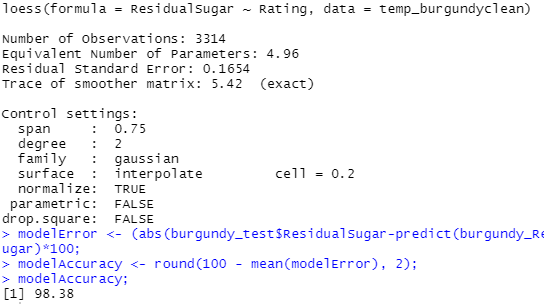 loess(formula = ResidualSugar ~ Rating, data = temp_burgundyclean)
Number of Observations: 3314
Equivalent Number of Parameters: 4.96
Residual Standard Error: 0.1654
Trace of smoother matrix: 5.42  (exact)
Control settings:
  span     :  0.75
  degree   :  2
  family   :  gaussian
  surface  :  interpolate         cell = 0.2
  normalize:  TRUE
 parametric:  FALSE
drop.square:  FALSE
> modelError <- (abs(burgundy_test$ResidualSugar-predict(burgundy_Re
ugar)*100;
> modelAccuracy <- round(100 - mean(modelError), 2);
> modelAccuracy;
[1] 98.38